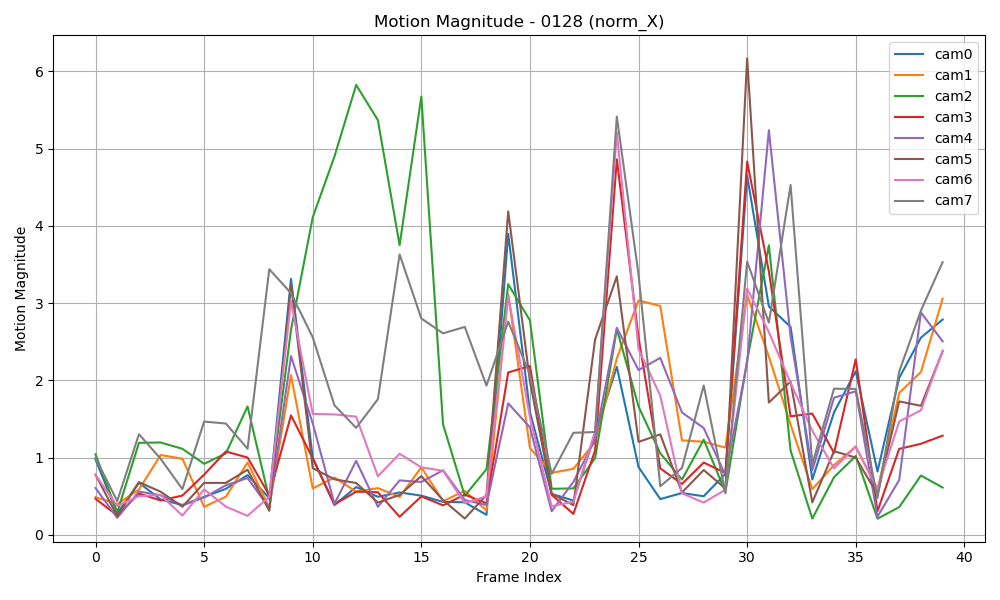 Motion Magnitude - 0128 (norm_X)
cam0
cam1
cam2
cam3
cam4
cam5
cam6
cam7
Motion Magnitude
6
5
4
3
2
1
0
0 5 10 15 20 25 30 35 40
Frame Index